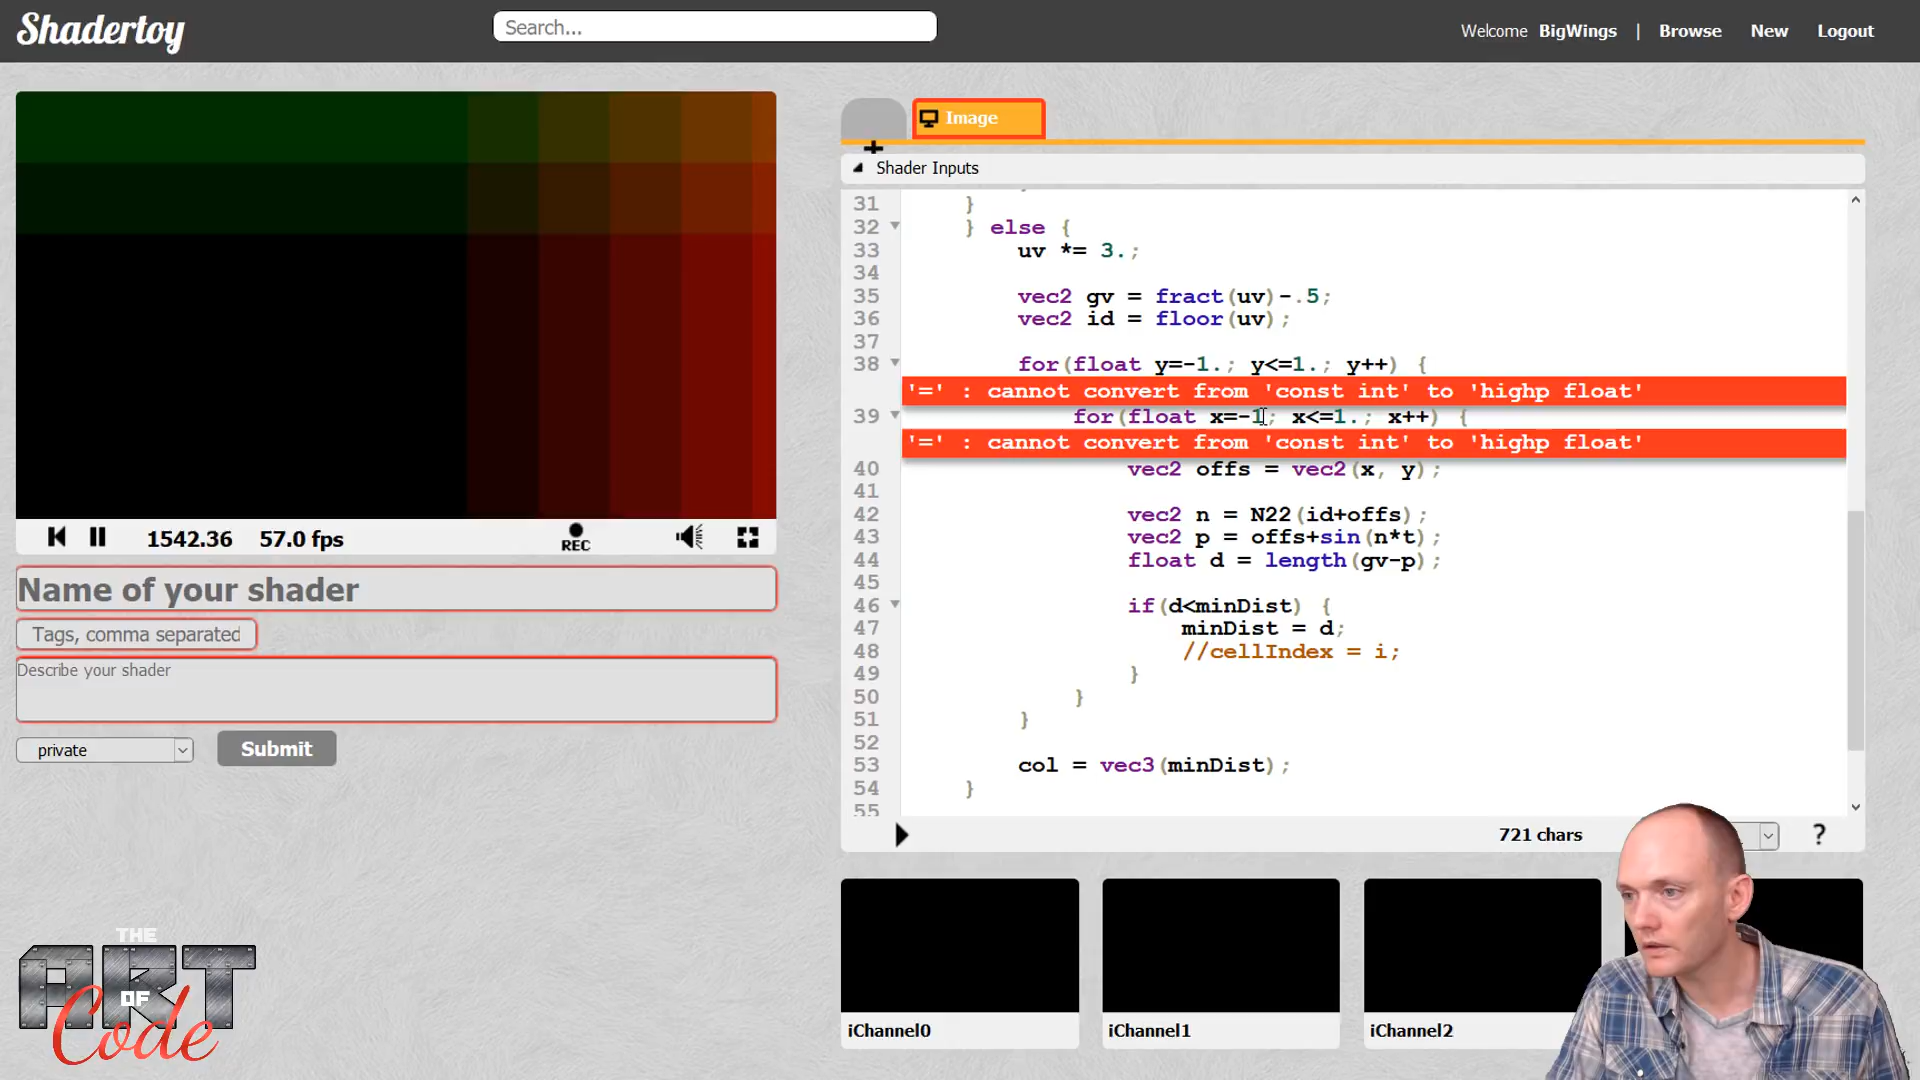 Shadertoy
Search...
Welcome BigWings | Browse New Logout
Image
Shader Inputs
31 }
32 } else {
33 uv *= 3.;
34
35 vec2 gv = fract(uv)-.5;
36 vec2 id = floor(uv);
37
38 for(float y=-1.; y<=1.; y++) {
'=' : cannot convert from 'const int' to 'highp float'
39 for(float x=-1; x<=1.; x++) {
'=' : cannot convert from 'const int' to 'highp float'
40 vec2 offs = vec2(x, y);
41
42 vec2 n = N22(id+offs);
43 vec2 p = offs+sin(n*t);
44 float d = length(gv-p);
45
46 if(d<minDist) {
47 minDist = d;
48 //cellIndex = i;
49 }
50 }
51 }
52
53 col = vec3(minDist);
54 }
55
721 chars
?
1542.36 57.0 fps
REC
Name of your shader
Tags, comma separated
Describe your shader
private
Submit
iChannel0
iChannel1
iChannel2
THE
ART
OF
Code